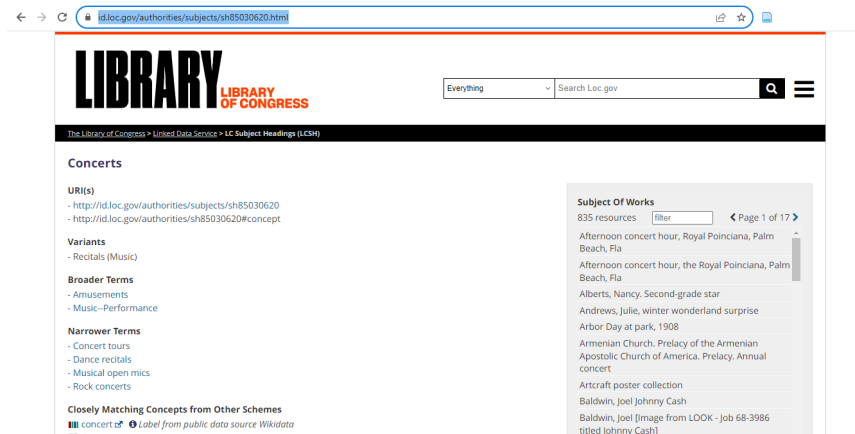 id.loc.gov/authorities/subjects/sh85030620.html
LIBRARY
LIBRARY
OF CONGRESS
Everything
Search Loc.gov
The Library of Congress > Linked Data Service > LC Subject Headings (LCSH)
Concerts
URI(s)
- http://id.loc.gov/authorities/subjects/sh85030620
- http://id.loc.gov/authorities/sh85030620#concept
Variants
- Recitals (Music)
Broader Terms
- Amusements
- Music--Performance
Narrower Terms
- Concert tours
- Dance recitals
- Musical open mics
- Rock concerts
Closely Matching Concepts from Other Schemes
concert Label from public data source Wikidata
Subject Of Works
835 resources filter Page 1 of 17
Afternoon concert hour, Royal Poinciana, Palm
Beach, Fla
Afternoon concert hour, the Royal Poinciana, Palm
Beach, Fla
Alberts, Nancy. Second-grade star
Andrews, Julie, winter wonderland surprise
Arbor Day at park, 1908
Armenian Church. Prelacy of the Armenian
Apostolic Church of America. Prelacy. Annual
concert
Artcraft poster collection
Baldwin, Joel Johnny Cash
Baldwin, Joel [Image from LOOK - Job 68-3986
titled Johnny Cash]